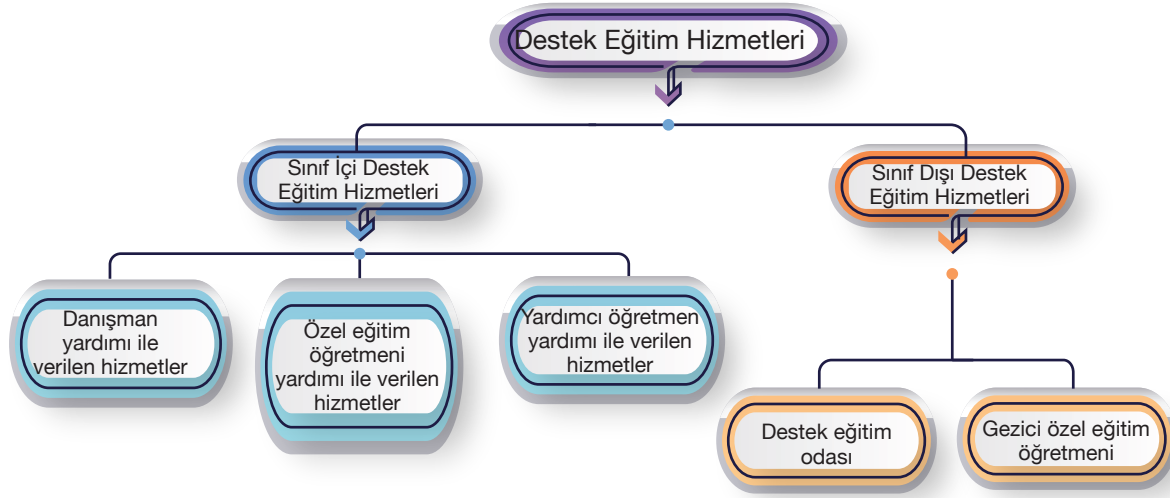 Destek Eğitim Hizmetleri
Sınıf İçi Destek
Eğitim Hizmetleri
Sınıf Dışı Destek
Eğitim Hizmetleri
Danışman
yardımı ile
verilen hizmetler
Özel eğitim
öğretmeni
yardımı ile verilen
hizmetler
Yardımcı öğretmen
yardımı ile verilen
hizmetler
Destek eğitim
odası
Gezici özel eğitim
öğretmeni